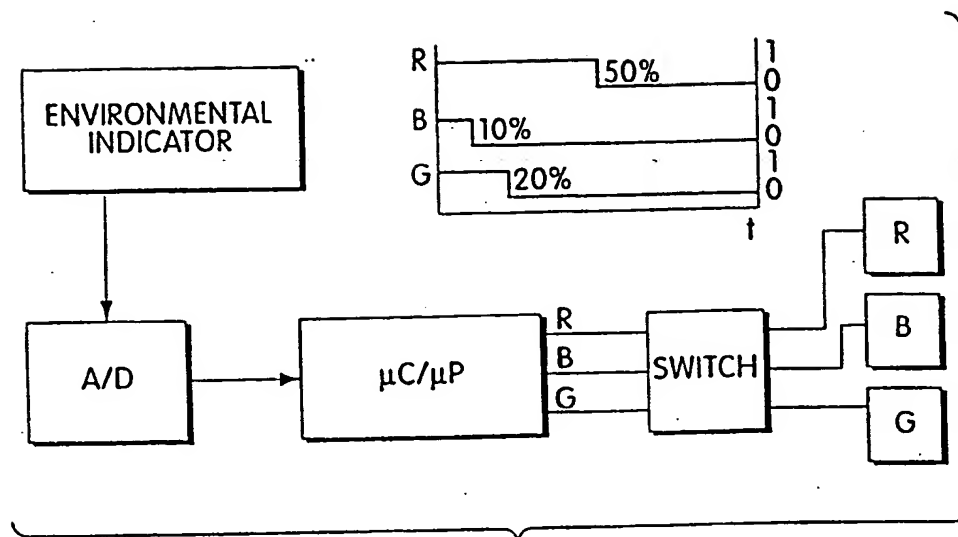 ENVIRONMENTAL
INDICATOR
R
50%
1
0
B
10%
1
0
G
20%
1
0
t
A/D
μC/μP
R
B
G
SWITCH
R
B
G